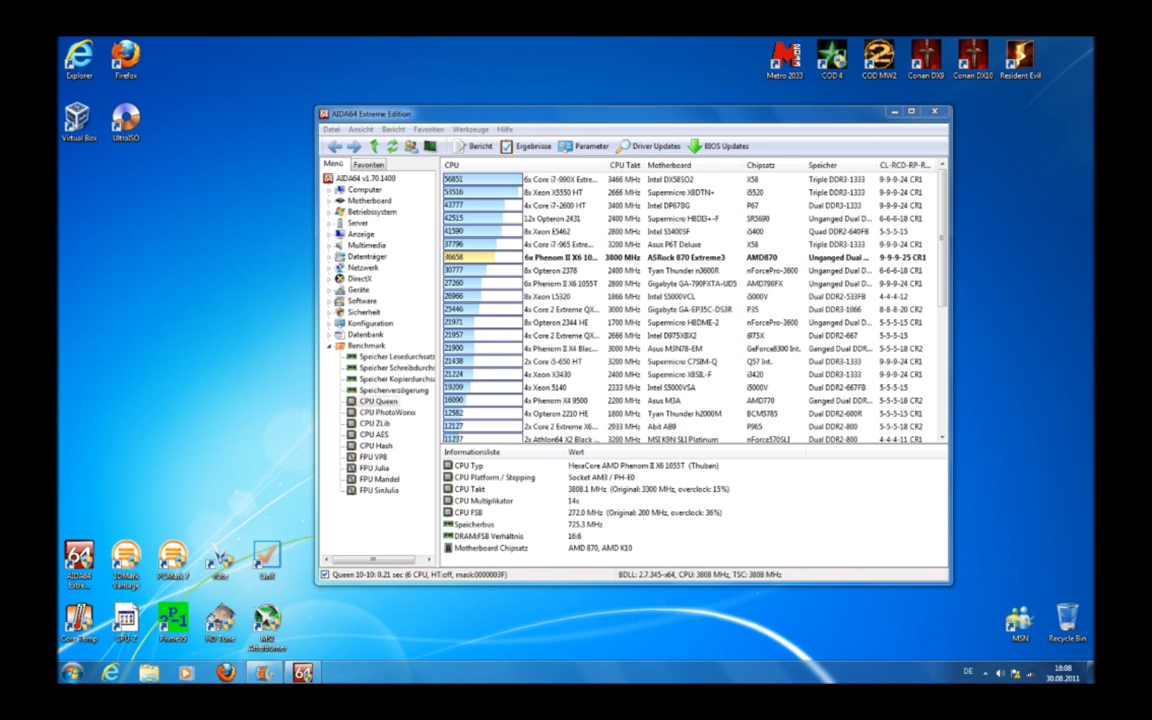 Explorer Firefox Metro 2033 COD 4 COD MW2 Conan DX9 Conan DX10 Resident Evil
Virtual Box UltraISO
AIDA64 Extreme Edition
Datei Ansicht Bericht Favoriten Werkzeuge Hilfe
Bericht Ergebnisse Parameter Driver Updates BIOS Updates
Menü Favoriten
AIDA64 v1.70.1400
Computer
Motherboard
Betriebssystem
Server
Anzeige
Multimedia
Datenträger
Netzwerk
DirectX
Geräte
Software
Sicherheit
Konfiguration
Datenbank
Benchmark
Speicher Lesedurchsatz
Speicher Schreibdurchs
Speicher Kopierdurchs
Speicherverzögerung
CPU Queen
CPU PhotoWorxx
CPU ZLib
CPU AES
CPU Hash
FPU VP8
FPU Julia
FPU Mandel
FPU SinJulia
CPU CPU Takt Motherboard Chipsatz Speicher CL-RCD-RP-R...
56851 6x Core i7-990X Extre... 3466 MHz Intel DX58SO2 X58 Triple DDR3-1333 9-9-9-24 CR1
53516 8x Xeon X5550 HT 2666 MHz Supermicro X8DTN+ i5520 Triple DDR3-1333 9-9-9-24 CR1
43777 4x Core i7-2600 HT 3400 MHz Intel DP67BG P67 Dual DDR3-1333 9-9-9-24 CR1
42515 12x Opteron 2431 2400 MHz Supermicro H8DI3+-F SR5690 Unganged Dual D... 6-6-6-18 CR1
41590 8x Xeon E5462 2800 MHz Intel S5400SF i5400 Quad DDR2-640FB 5-5-5-15
37796 4x Core i7-965 Extre... 3200 MHz Asus P6T Deluxe X58 Triple DDR3-1333 9-9-9-24 CR1
36658 6x Phenom II X6 10... 3800 MHz ASRock 870 Extreme3 AMD870 Unganged Dual ... 9-9-9-25 CR1
30777 8x Opteron 2378 2400 MHz Tyan Thunder n3600R nForcePro-3600 Unganged Dual D... 6-6-6-18 CR1
27260 6x Phenom II X6 1055T 2800 MHz Gigabyte GA-790FXTA-UD5 AMD790FX Unganged Dual D... 9-9-9-24 CR1
26966 8x Xeon L5320 1866 MHz Intel S5000VCL i5000V Dual DDR2-533FB 4-4-4-12
25446 4x Core 2 Extreme QX... 3000 MHz Gigabyte GA-EP35C-DS3R P35 Dual DDR3-1066 8-8-8-20 CR2
21971 8x Opteron 2344 HE 1700 MHz Supermicro H8DME-2 nForcePro-3600 Unganged Dual D... 5-5-5-15 CR1
21957 4x Core 2 Extreme QX... 2666 MHz Intel D975XBX2 i975X Dual DDR2-667 5-5-5-15
21900 4x Phenom II X4 Blac... 3000 MHz Asus M3N78-EM GeForce8300 Int. Ganged Dual DDR... 5-5-5-18 CR2
21438 2x Core i5-650 HT 3200 MHz Supermicro C7SIM-Q Q57 Int. Dual DDR3-1333 9-9-9-24 CR1
21224 4x Xeon X3430 2400 MHz Supermicro X8SIL-F i3420 Dual DDR3-1333 9-9-9-24 CR1
19209 4x Xeon 5140 2333 MHz Intel S5000VSA i5000V Dual DDR2-667FB 5-5-5-15
16090 4x Phenom X4 9500 2200 MHz Asus M3A AMD770 Ganged Dual DDR... 5-5-5-18 CR2
12582 4x Opteron 2210 HE 1800 MHz Tyan Thunder h2000M BCM5785 Dual DDR2-600R 5-5-5-15 CR1
12127 2x Core 2 Extreme X6... 2933 MHz Abit AB9 P965 Dual DDR2-800 5-5-5-18 CR2
11237 2x Athlon64 X2 Black ... 3200 MHz MSI K9N SLI Platinum nForce570SLI Dual DDR2-800 4-4-4-11 CR1
Informationsliste Wert
CPU Typ HexaCore AMD Phenom II X6 1055T (Thuban)
CPU Platform / Stepping Socket AM3 / PH-E0
CPU Takt 3808.1 MHz (Original: 3300 MHz, overclock: 15%)
CPU Multiplikator 14x
CPU FSB 272.0 MHz (Original: 200 MHz, overclock: 36%)
Speicherbus 725.3 MHz
DRAM:FSB Verhältnis 16:6
Motherboard Chipsatz AMD 870, AMD K10
Queen 10-10: 0.21 sec (6 CPU, HT:off, mask:0000003F) BDLL: 2.7.345-x64, CPU: 3808 MHz, TSC: 3808 MHz
64 AIDA64 Extre... 3DMark Vantage PCMark 7 LinX
Core Temp Prime95 HD Tune MSI Afterburner MSN Recycle Bin
DE 18:08
30.08.2011